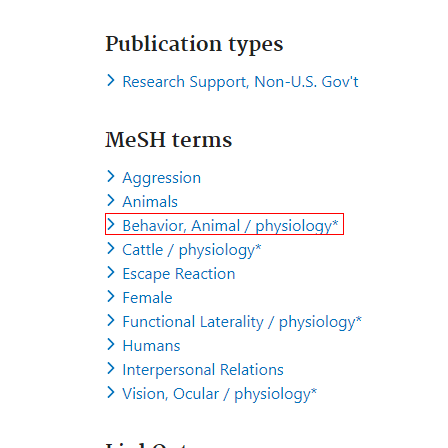 Publication types
Research Support, Non-U.S. Gov't
MeSH terms
Aggression
Animals
Behavior, Animal / physiology*
Cattle / physiology*
Escape Reaction
Female
Functional Laterality / physiology*
Humans
Interpersonal Relations
Vision, Ocular / physiology*